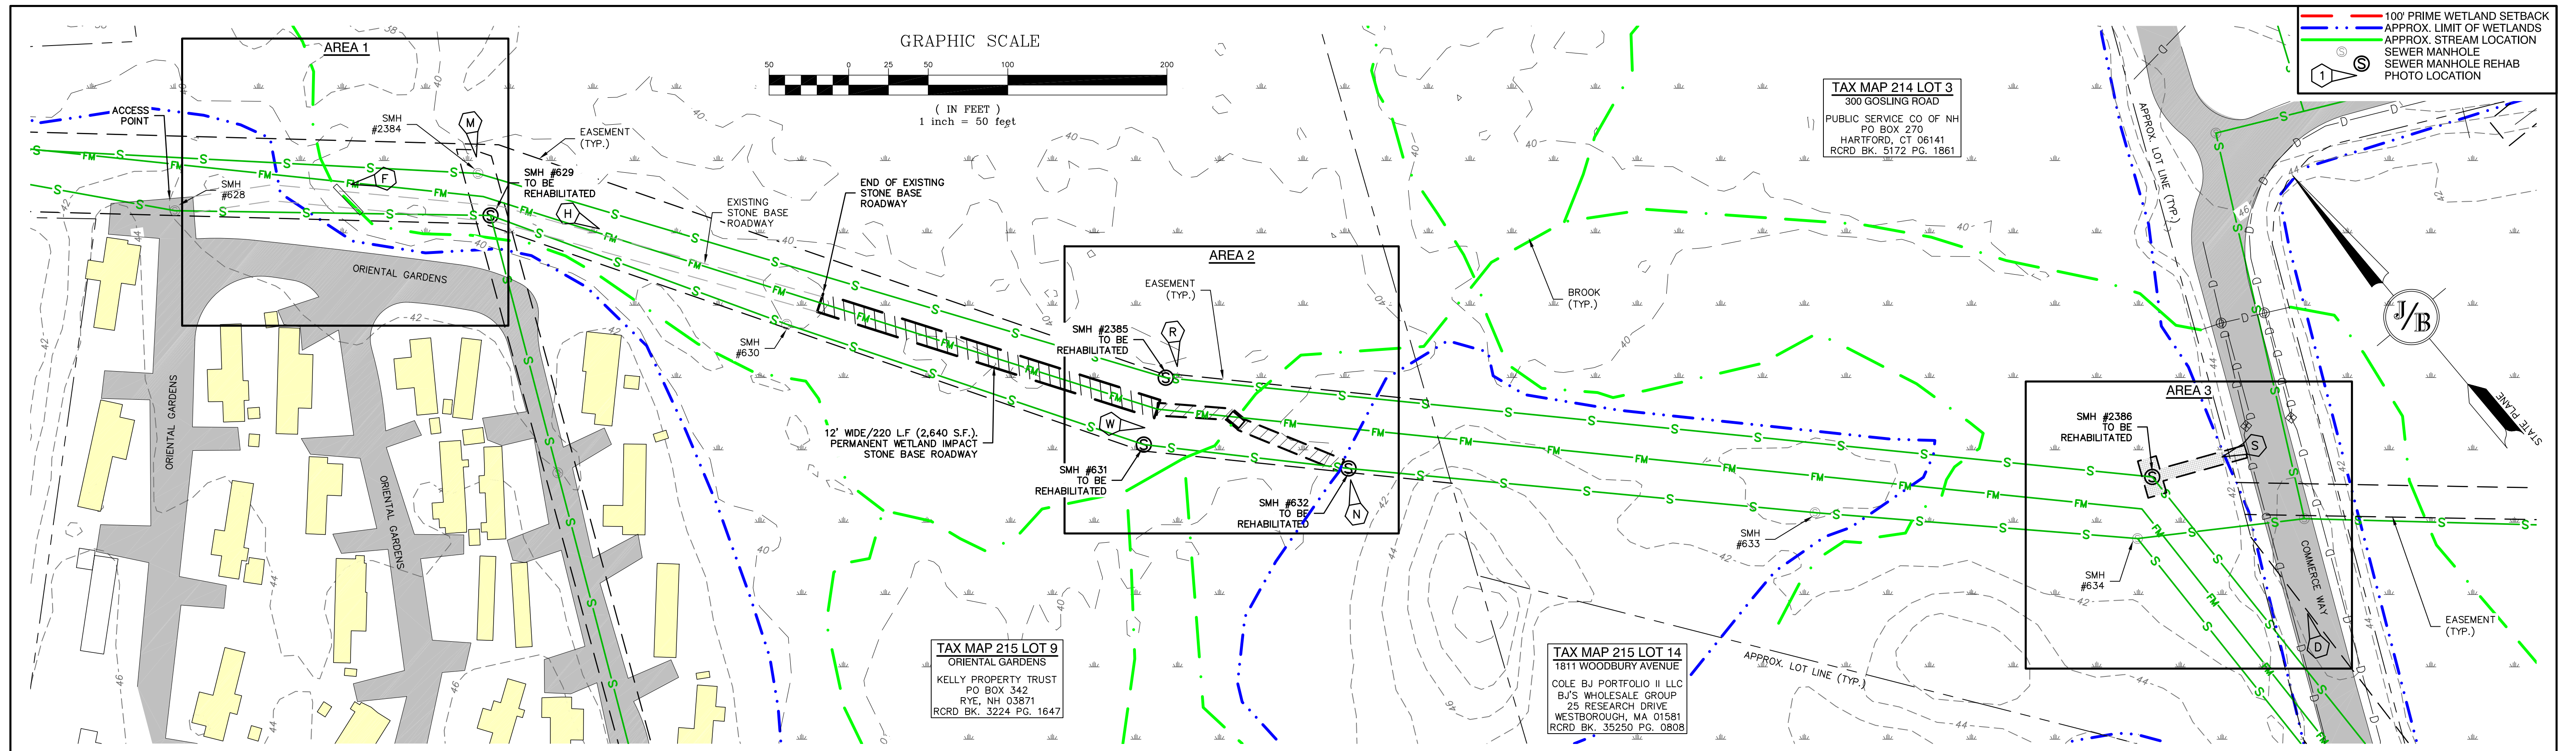 AREA 1
ACCESS
POINT
SMH
#2384
M
EASEMENT
(TYP.)
F
SMH
#628
SMH #629
TO BE
REHABILITATED
H
EXISTING
STONE BASE
ROADWAY
END OF EXISTING
STONE BASE
ROADWAY
ORIENTAL GARDENS
ORIENTAL GARDENS
ORIENTAL GARDENS
GRAPHIC SCALE
50 0 25 50 100 200
( IN FEET )
1 inch = 50 feet
SMH
#630
12' WIDE/220 L.F (2,640 S.F.).
PERMANENT WETLAND IMPACT
STONE BASE ROADWAY
AREA 2
EASEMENT
(TYP.)
SMH #2385
TO BE
REHABILITATED
R
W
SMH #631
TO BE
REHABILITATED
SMH #632
TO BE
REHABILITATED
N
BROOK
(TYP.)
TAX MAP 214 LOT 3
300 GOSLING ROAD
PUBLIC SERVICE CO OF NH
PO BOX 270
HARTFORD, CT 06141
RCRD BK. 5172 PG. 1861
TAX MAP 215 LOT 9
ORIENTAL GARDENS
KELLY PROPERTY TRUST
PO BOX 342
RYE, NH 03871
RCRD BK. 3224 PG. 1647
TAX MAP 215 LOT 14
1811 WOODBURY AVENUE
COLE BJ PORTFOLIO II LLC
BJ'S WHOLESALE GROUP
25 RESEARCH DRIVE
WESTBOROUGH, MA 01581
RCRD BK. 35250 PG. 0808
APPROX. LOT LINE (TYP.)
APPROX. LOT LINE (TYP.)
SMH
#633
AREA 3
SMH #2386
TO BE
REHABILITATED
S
SMH
#634
COMMERCE WAY
D
EASEMENT
(TYP.)
J/B
STATE PLANE
100' PRIME WETLAND SETBACK
APPROX. LIMIT OF WETLANDS
APPROX. STREAM LOCATION
SEWER MANHOLE
SEWER MANHOLE REHAB
1 PHOTO LOCATION